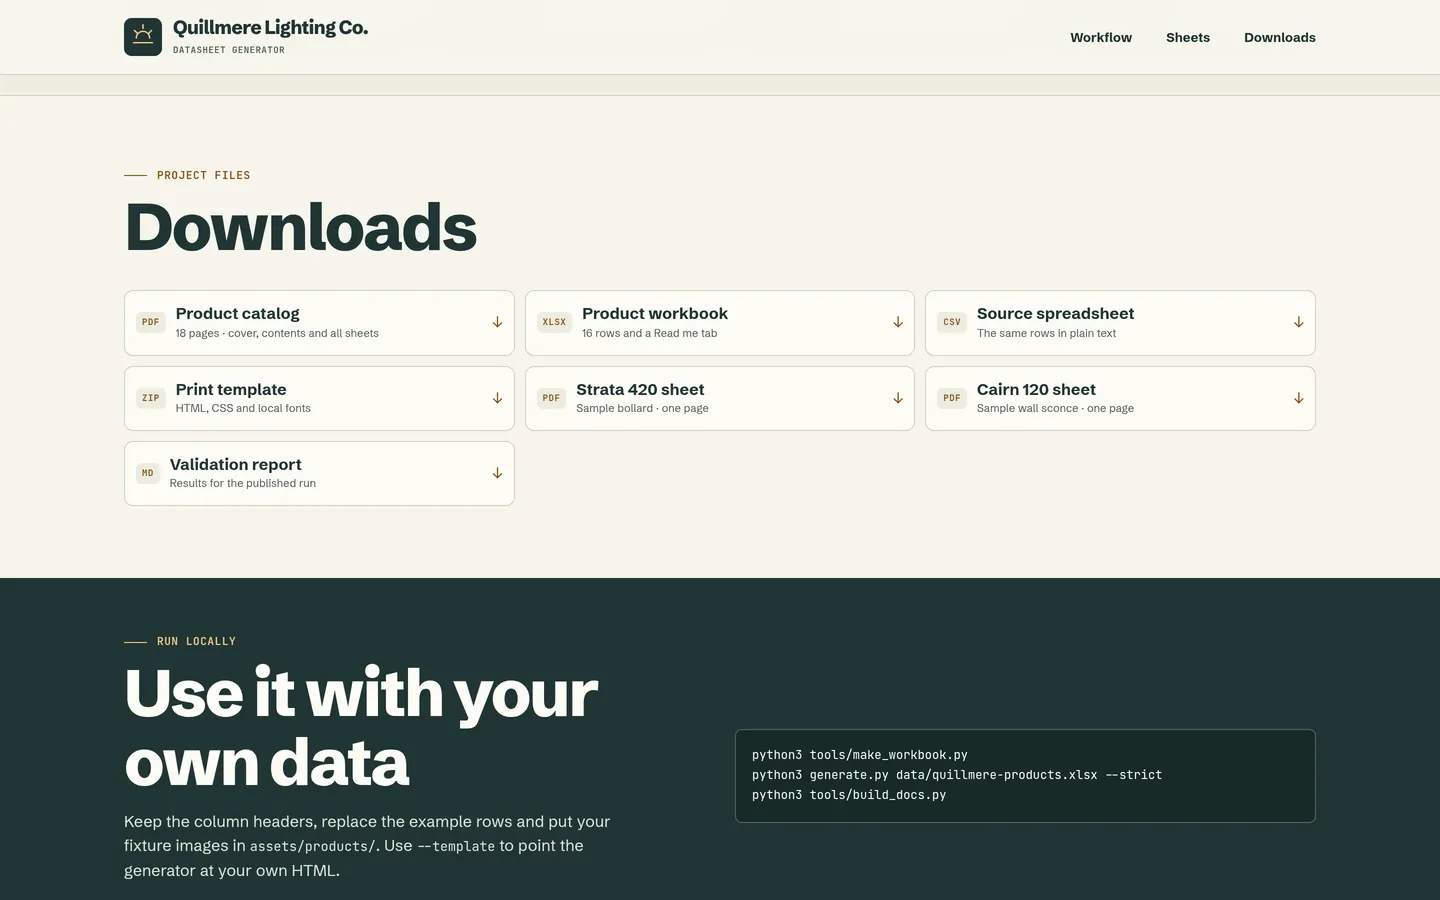 Quillmere Lighting Co.
DATASHEET GENERATOR
Workflow
Sheets
Downloads
PROJECT FILES
Downloads
PDF
Product catalog
18 pages · cover, contents and all sheets
XLSX
Product workbook
16 rows and a Read me tab
CSV
Source spreadsheet
The same rows in plain text
ZIP
Print template
HTML, CSS and local fonts
PDF
Strata 420 sheet
Sample bollard · one page
PDF
Cairn 120 sheet
Sample wall sconce · one page
MD
Validation report
Results for the published run
RUN LOCALLY
Use it with your
own data
Keep the column headers, replace the example rows and put your
fixture images in assets/products/. Use --template to point the
generator at your own HTML.
python3 tools/make_workbook.py
python3 generate.py data/quillmere-products.xlsx --strict
python3 tools/build_docs.py